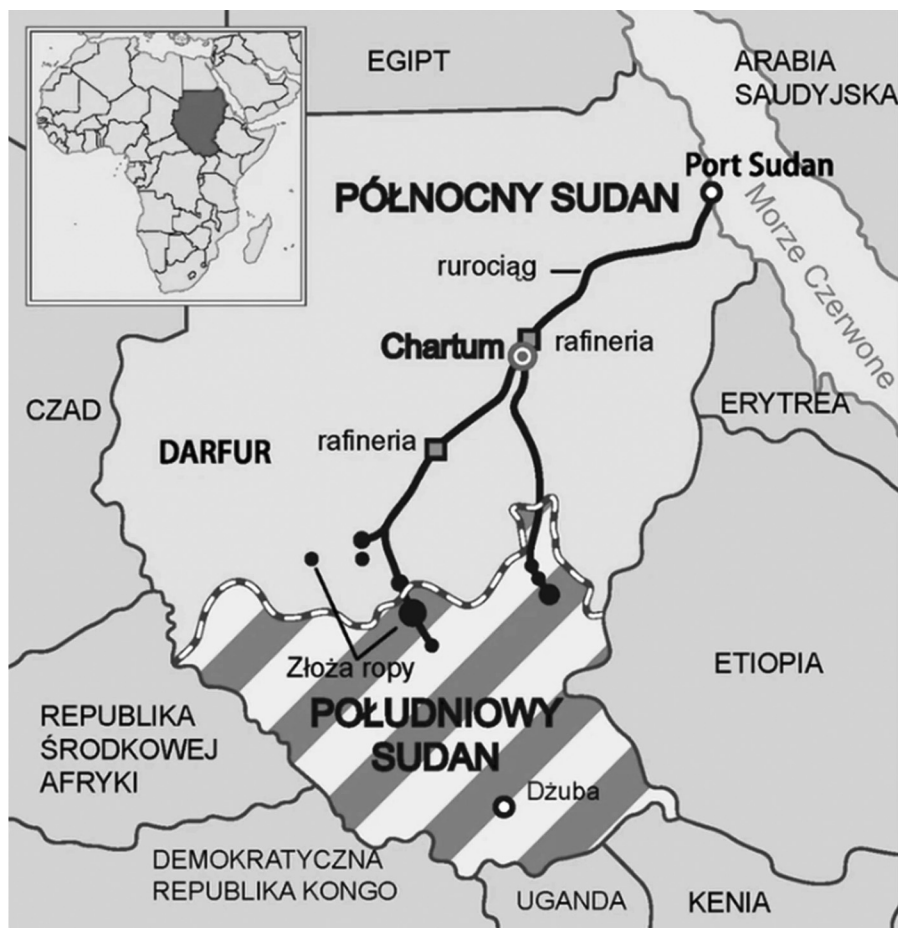 EGIPT
ARABIA
SAUDYJSKA
Port Sudan
PÓŁNOCNY SUDAN
Morze Czerwone
rurociąg
Chartum
rafineria
CZAD
ERYTREA
DARFUR
rafineria
Złoża ropy
ETIOPIA
REPUBLIKA
ŚRODKOWEJ
AFRYKI
POŁUDNIOWY
SUDAN
Dżuba
DEMOKRATYCZNA
REPUBLIKA KONGO
UGANDA
KENIA